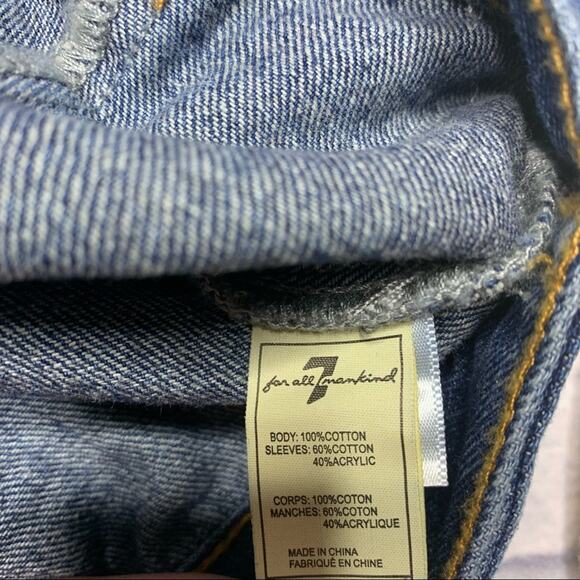 for all 7 mankind
BODY: 100%COTTON
SLEEVES: 60%COTTON
40%ACRYLIC
CORPS: 100%COTON
MANCHES: 60%COTON
40%ACRYLIQUE
MADE IN CHINA
FABRIQUÉ EN CHINE